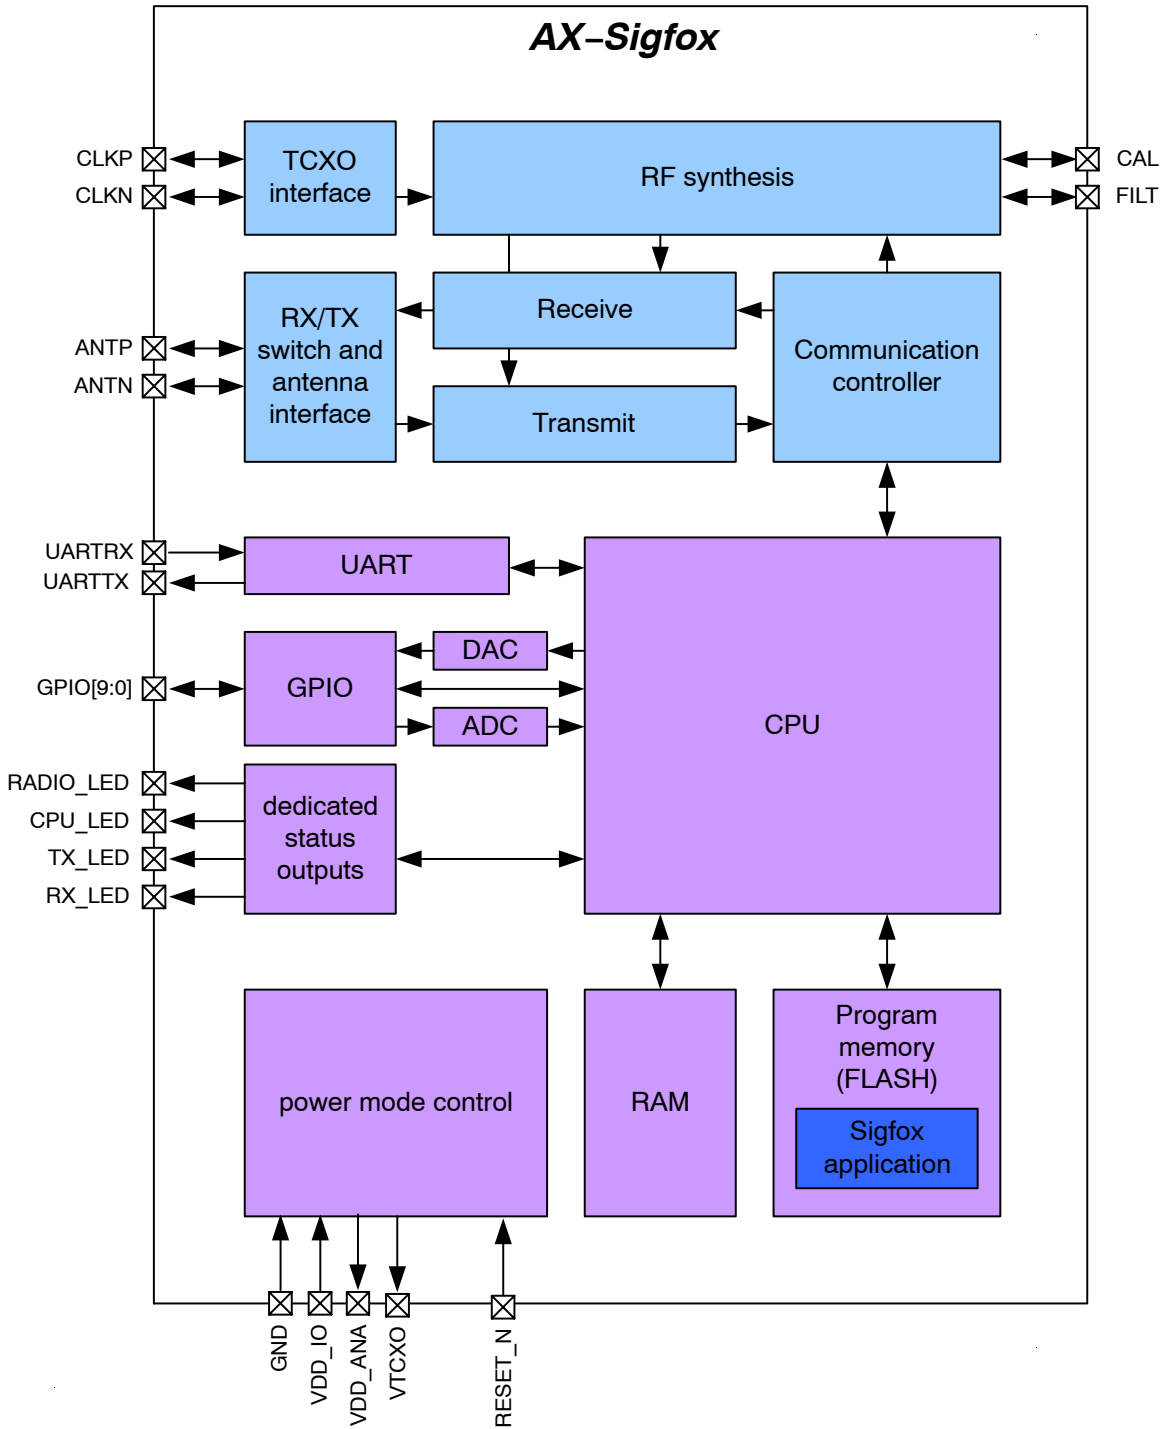 AX–Sigfox
CLKP
CLKN
TCXO
interface
RF synthesis
CAL
FILT
ANTP
ANTN
RX/TX
switch and
antenna
interface
Receive
Transmit
Communication
controller
UARTRX
UARTTX
UART
GPIO[9:0]
GPIO
DAC
ADC
CPU
RADIO_LED
CPU_LED
TX_LED
RX_LED
dedicated
status
outputs
power mode control
RAM
Program
memory
(FLASH)
Sigfox
application
GND
VDD_IO
VDD_ANA
VTCXO
RESET_N